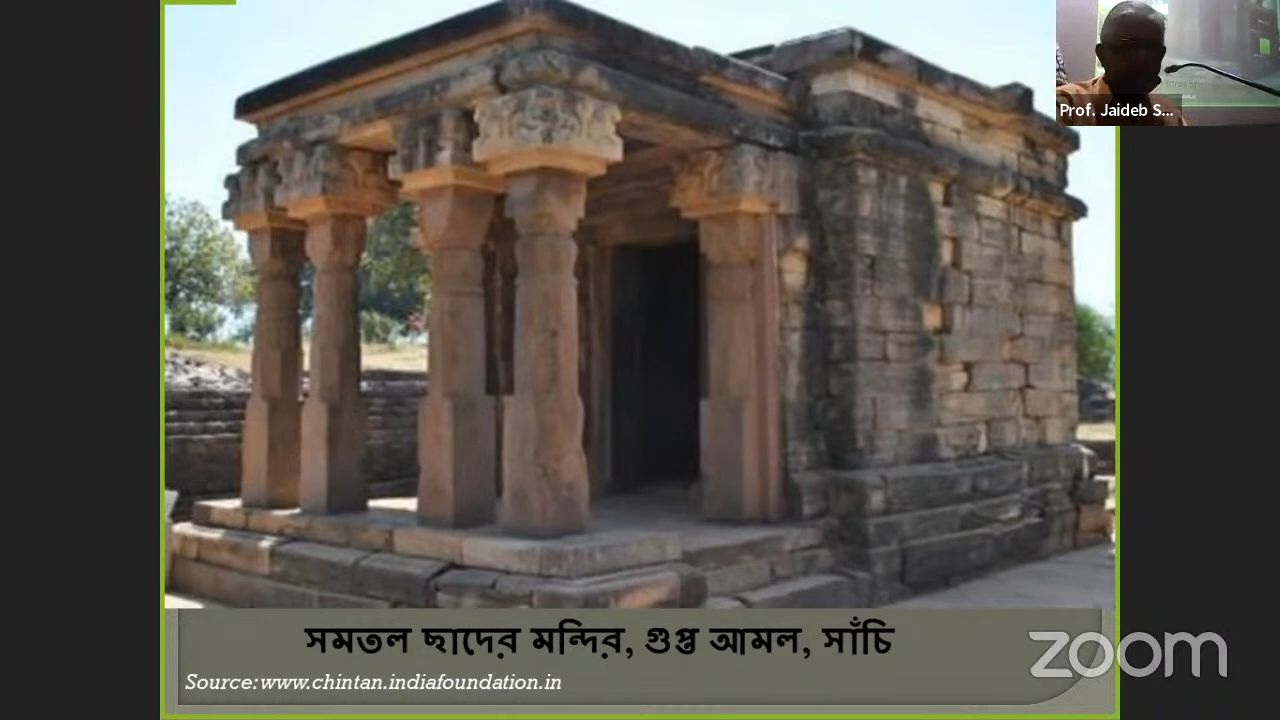 Prof. Jaideb S...
সমতল ছাদের মন্দির, গুপ্ত আমল, সাঁচি
Source:www.chintan.indiafoundation.in
zoom